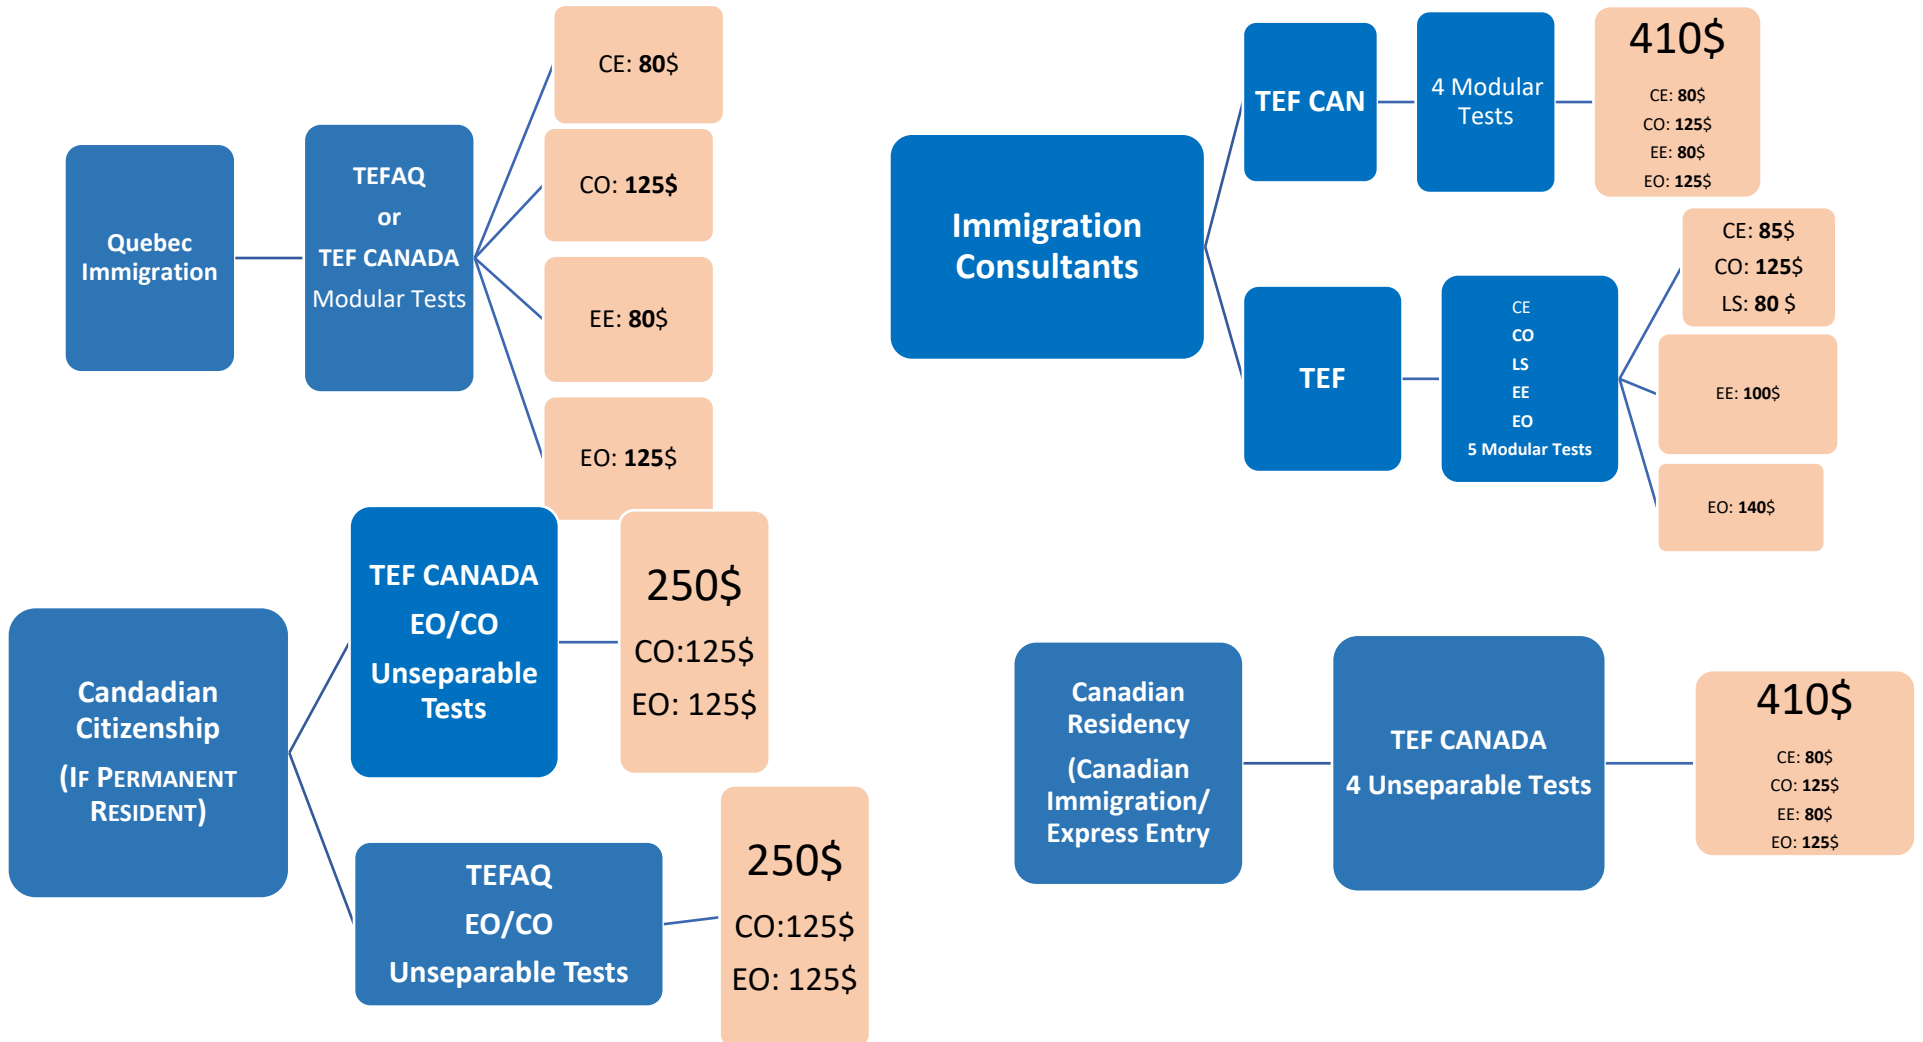 Quebec
Immigration
TEFAQ
or
TEF CANADA
Modular Tests
CE: 80$
CO: 125$
EE: 80$
EO: 125$
Immigration
Consultants
TEF CAN
4 Modular
Tests
410$
CE: 80$
CO: 125$
EE: 80$
EO: 125$
TEF
CE
CO
LS
EE
EO
5 Modular Tests
CE: 85$
CO: 125$
LS: 80 $
EE: 100$
EO: 140$
Candadian
Citizenship
(IF PERMANENT
RESIDENT)
TEF CANADA
EO/CO
Unseparable
Tests
250$
CO:125$
EO: 125$
TEFAQ
EO/CO
Unseparable Tests
250$
CO:125$
EO: 125$
Canadian
Residency
(Canadian
Immigration/
Express Entry
TEF CANADA
4 Unseparable Tests
410$
CE: 80$
CO: 125$
EE: 80$
EO: 125$